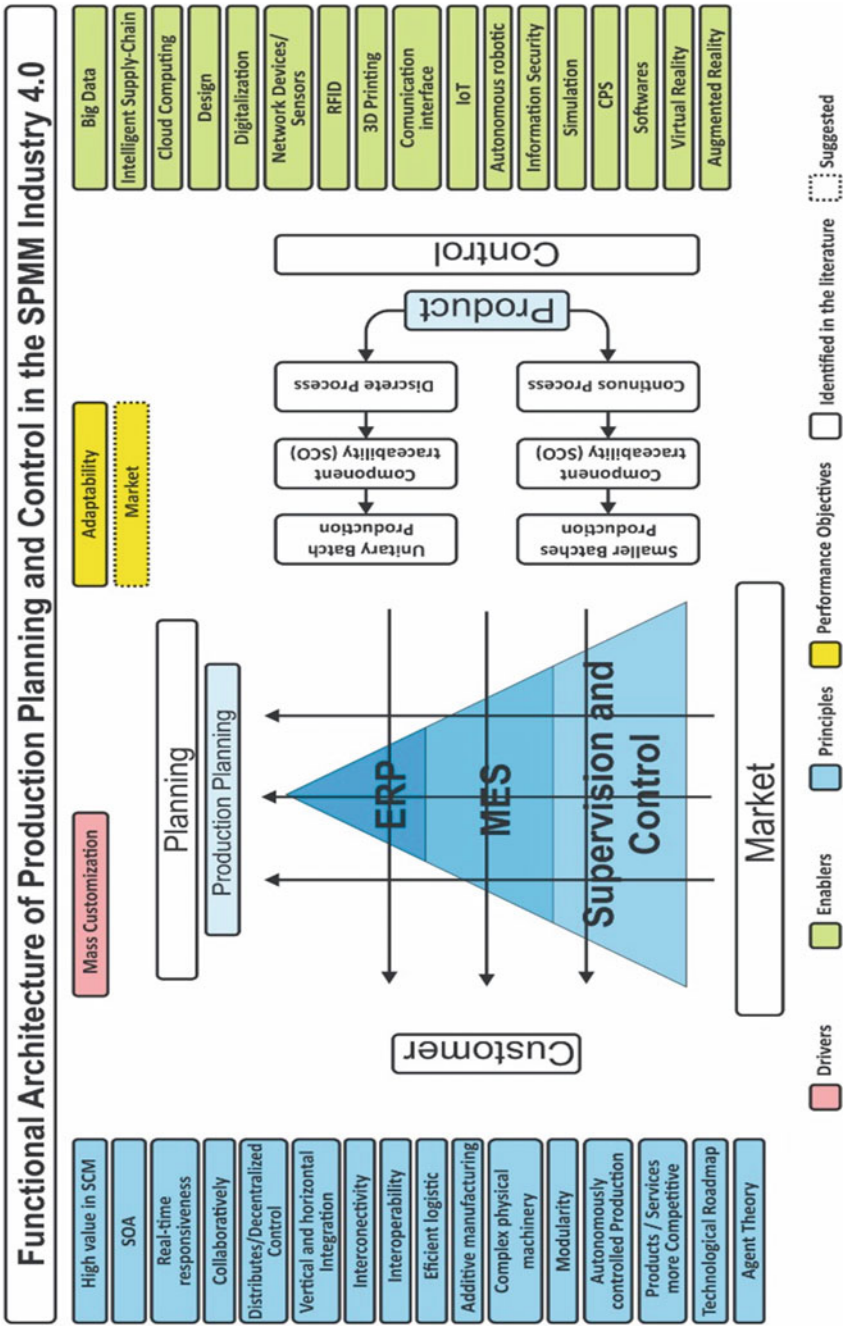 Functional Architecture of Production Planning and Control in the SPMM Industry 4.0
High value in SCM
SOA
Real-time
responsiveness
Collaboratively
Distributes/Decentralized
Control
Vertical and horizontal
Integration
Interconnectivity
Interoperability
Eficient logistic
Additive manufacturing
Complex physical
machinery
Modularity
Autonomously
controlled Production
Products / Services
more Competitive
Technological Roadmap
Agent Theory
Mass Customization
Adaptability
Market
Planning
Production Planning
Customer
ERP
MES
Supervision and
Control
Market
Unitary Batch
Production
Component
traceability (SCO)
Discrete Process
Smaller Batches
Production
Component
traceability (SCO)
Continuos Process
Product
Control
Big Data
Intelligent Supply-Chain
Cloud Computing
Design
Digitalization
Network Devices/
Sensors
RFID
3D Printing
Comunication
interface
IoT
Autonomous robotic
Information Security
Simulation
CPS
Softwares
Virtual Reality
Augmented Reality
Drivers
Enablers
Principles
Performance Objectives
Identified in the literature
Suggested